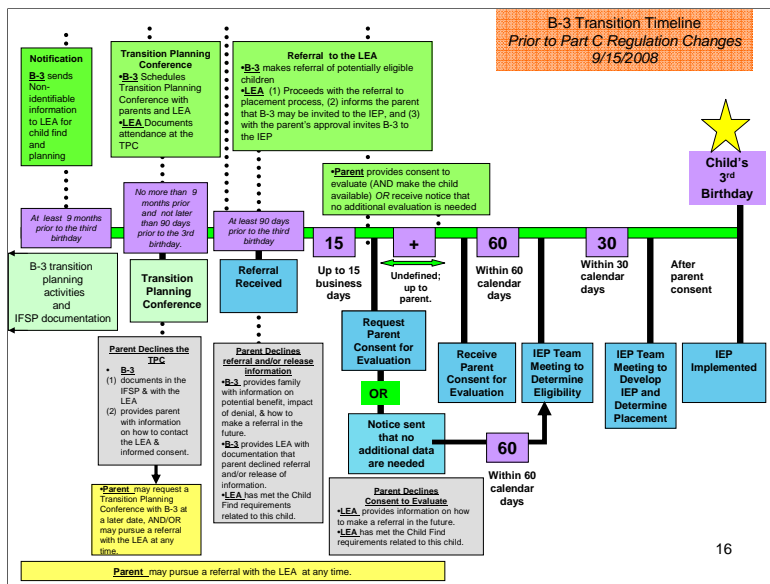 B-3 Transition Timeline
Prior to Part C Regulation Changes
9/15/2008
Notification
B-3 sends
Non-
identifiable
information
to LEA for
child find
and
planning
Transition Planning
Conference
•B-3 Schedules
Transition Planning
Conference with
parents and LEA
•LEA Documents
attendance at the
TPC
Referral to the LEA
•B-3 makes referral of potentially eligible
children
•LEA (1) Proceeds with the referral to
placement process, (2) informs the parent
that B-3 may be invited to the IEP, and (3)
with the parent's approval invites B-3 to
the IEP
•Parent provides consent to
evaluate (AND make the child
available) OR receive notice that
no additional evaluation is needed
Child's
3rd
Birthday
At least 9 months
prior to the third
birthday
No more than 9
months prior
and not later
than 90 days
prior to the 3rd
birthday.
At least 90 days
prior to the third
birthday
15
+
60
30
B-3 transition
planning
activities
and
IFSP documentation
Transition
Planning
Conference
Referral
Received
Up to 15
business
days
Undefined;
up to
parent.
Within 60
calendar
days
Within 30
calendar
days
After
parent
consent
Request
Parent
Consent for
Evaluation
OR
Notice sent
that no
additional data
are needed
Receive
Parent
Consent for
Evaluation
IEP Team
Meeting to
Determine
Eligibility
IEP Team
Meeting to
Develop
IEP and
Determine
Placement
IEP
Implemented
60
Within 60
calendar
days
Parent Declines the
TPC
• B-3
(1) documents in the
IFSP & with the
LEA
(2) provides parent
with information
on how to contact
the LEA &
informed consent.
Parent Declines
referral and/or release
information
•B-3 provides family
with information on
potential benefit, impact
of denial, & how to
make a referral in the
future.
•B-3 provides LEA with
documentation that
parent declined referral
and/or release of
information.
•LEA has met the Child
Find requirements
related to this child.
Parent Declines
Consent to Evaluate
•LEA provides information on how
to make a referral in the future.
•LEA has met the Child Find
requirements related to this child.
•Parent may request a
Transition Planning
Conference with B-3 at
a later date, AND/OR
may pursue a referral
with the LEA at any
time.
Parent may pursue a referral with the LEA at any time.
16